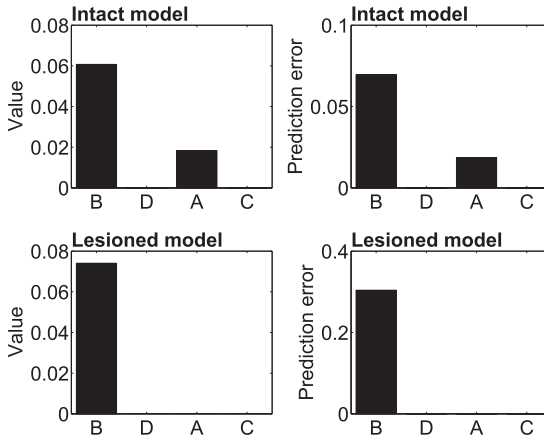 Intact model
0.08
0.06
0.04
0.02
0
Value
B D A C
Intact model
0.1
0.05
0
Prediction error
B D A C
Lesioned model
0.08
0.06
0.04
0.02
0
Value
B D A C
Lesioned model
0.4
0.2
0
Prediction error
B D A C